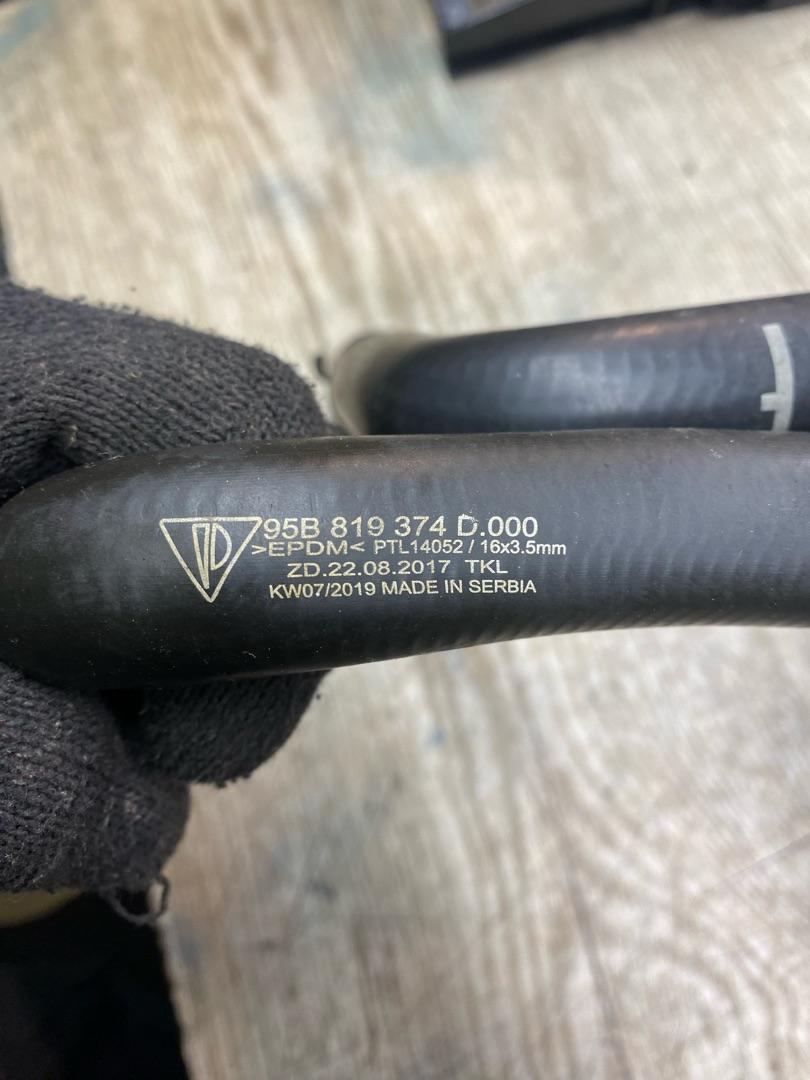 95B 819 374 D.000
>EPDM< PTL14052 / 16x3.5mm
ZD.22.08.2017 TKL
KW07/2019 MADE IN SERBIA